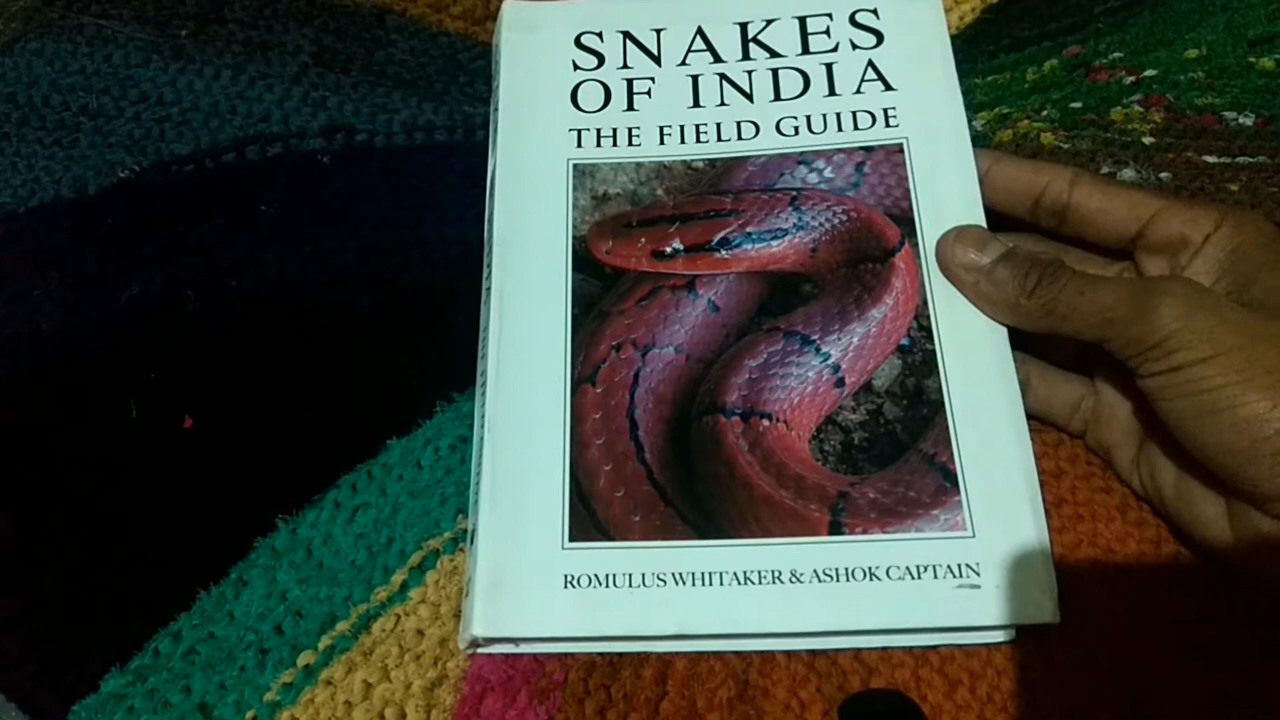 SNAKES
OF INDIA
THE FIELD GUIDE
ROMULUS WHITAKER & ASHOK CAPTAIN